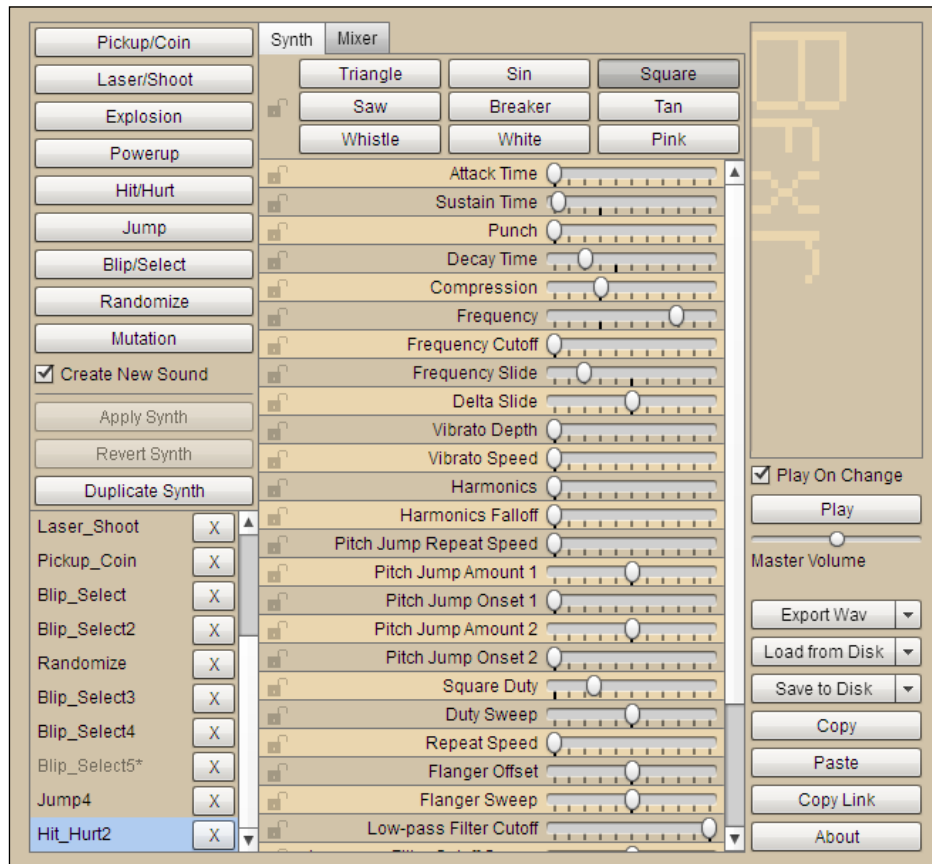 Pickup/Coin
Laser/Shoot
Explosion
Powerup
Hit/Hurt
Jump
Blip/Select
Randomize
Mutation
Create New Sound
Apply Synth
Revert Synth
Duplicate Synth
Laser_Shoot X
Pickup_Coin X
Blip_Select X
Blip_Select2 X
Randomize X
Blip_Select3 X
Blip_Select4 X
Blip_Select5* X
Jump4 X
Hit_Hurt2 X
Synth Mixer
Triangle Sin Square
Saw Breaker Tan
Whistle White Pink
Attack Time
Sustain Time
Punch
Decay Time
Compression
Frequency
Frequency Cutoff
Frequency Slide
Delta Slide
Vibrato Depth
Vibrato Speed
Harmonics
Harmonics Falloff
Pitch Jump Repeat Speed
Pitch Jump Amount 1
Pitch Jump Onset 1
Pitch Jump Amount 2
Pitch Jump Onset 2
Square Duty
Duty Sweep
Repeat Speed
Flanger Offset
Flanger Sweep
Low-pass Filter Cutoff
Bfxr
Play On Change
Play
Master Volume
Export Wav
Load from Disk
Save to Disk
Copy
Paste
Copy Link
About